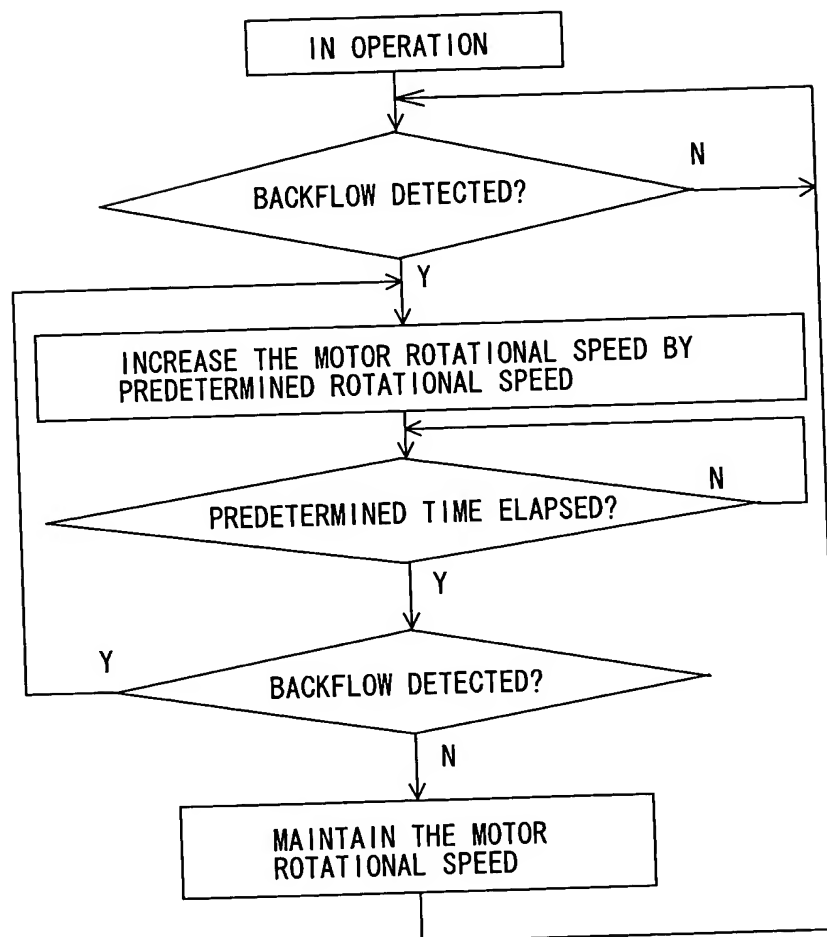 IN OPERATION
N
BACKFLOW DETECTED?
Y
INCREASE THE MOTOR ROTATIONAL SPEED BY
PREDETERMINED ROTATIONAL SPEED
N
PREDETERMINED TIME ELAPSED?
Y
Y
BACKFLOW DETECTED?
N
MAINTAIN THE MOTOR
ROTATIONAL SPEED